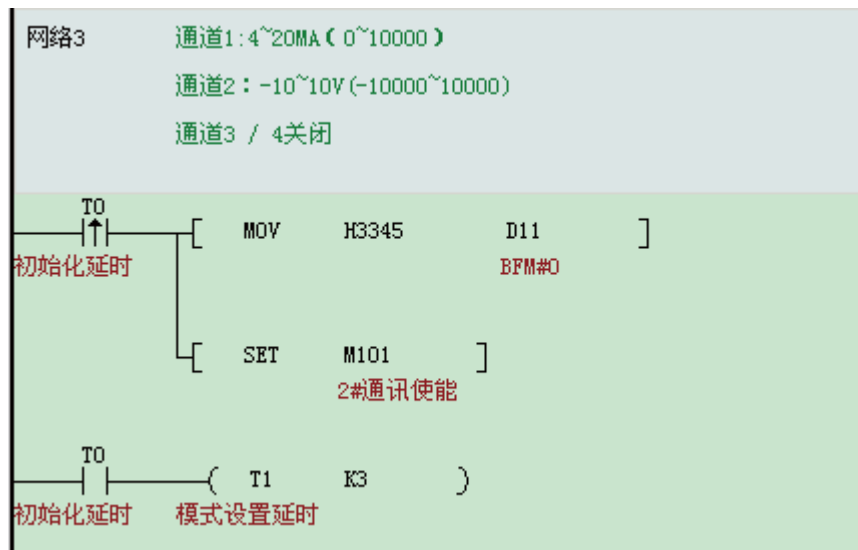 网络3 通道1:4~20MA(0~10000)
通道2：-10~10V(-10000~10000)
通道3 / 4关闭
T0
[ MOV H3345 D11 ]
初始化延时 BFM#0
[ SET M101 ]
2#通讯使能
T0
( T1 K3 )
初始化延时 模式设置延时